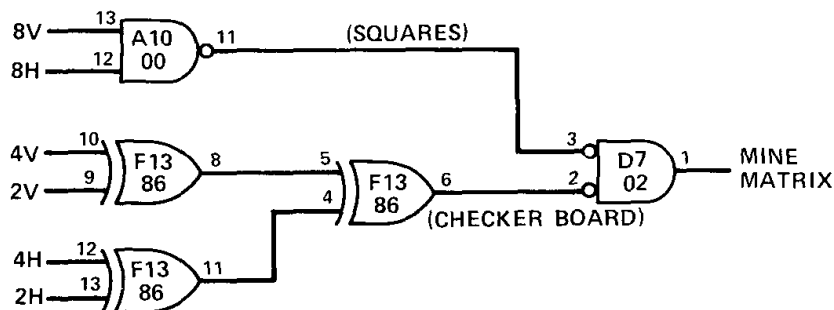 8V 13
A10
00
11
(SQUARES)
8H 12
4V 10
2V 9
F13
86
8
5
4
F13
86
6
(CHECKER BOARD)
3
2
D7
02
1
MINE
MATRIX
4H 12
2H 13
F13
86
11